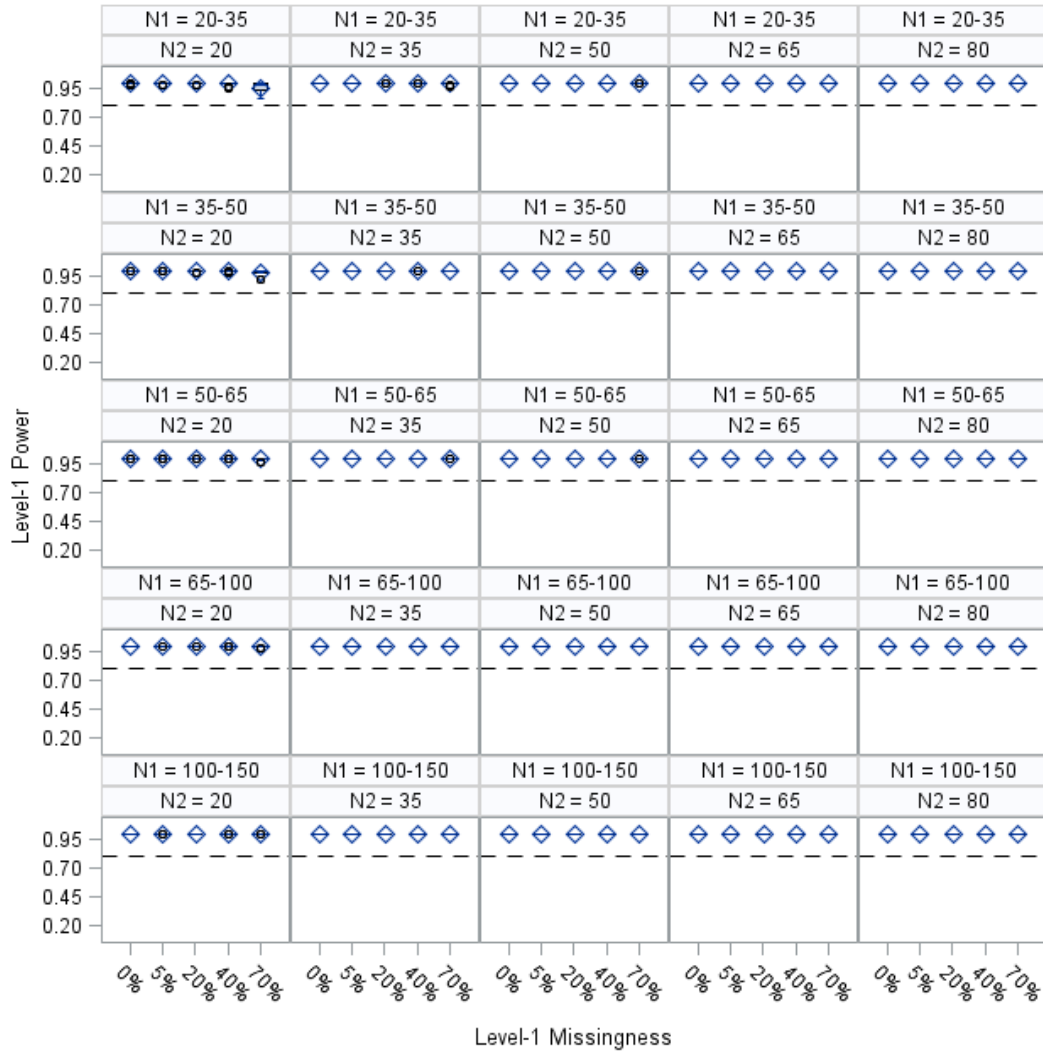 N1 = 20-35 N1 = 20-35 N1 = 20-35 N1 = 20-35 N1 = 20-35
N2 = 20 N2 = 35 N2 = 50 N2 = 65 N2 = 80
0.95
0.70
0.45
0.20
N1 = 35-50 N1 = 35-50 N1 = 35-50 N1 = 35-50 N1 = 35-50
N2 = 20 N2 = 35 N2 = 50 N2 = 65 N2 = 80
0.95
0.70
0.45
0.20
N1 = 50-65 N1 = 50-65 N1 = 50-65 N1 = 50-65 N1 = 50-65
N2 = 20 N2 = 35 N2 = 50 N2 = 65 N2 = 80
0.95
0.70
0.45
0.20
Level-1 Power
N1 = 65-100 N1 = 65-100 N1 = 65-100 N1 = 65-100 N1 = 65-100
N2 = 20 N2 = 35 N2 = 50 N2 = 65 N2 = 80
0.95
0.70
0.45
0.20
N1 = 100-150 N1 = 100-150 N1 = 100-150 N1 = 100-150 N1 = 100-150
N2 = 20 N2 = 35 N2 = 50 N2 = 65 N2 = 80
0.95
0.70
0.45
0.20
0% 5% 20% 40% 70% 0% 5% 20% 40% 70% 0% 5% 20% 40% 70% 0% 5% 20% 40% 70% 0% 5% 20% 40% 70%
Level-1 Missingness